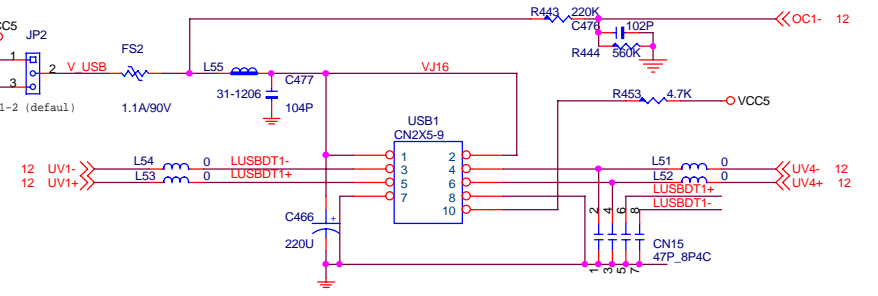 R443 220K
OC1- 12
CC5
JP2
C476 102P
R444 560K
FS2
1
2 V_USB
3
L55
C477
VJ16
31-1206
104P
1-2 (defaul)
1.1A/90V
R453 4.7K
VCC5
USB1
CN2X5-9
1 2
3 4
5 6
7 8
10
12 UV1- L54 0 LUSBDT1-
12 UV1+ L53 0 LUSBDT1+
L51 0 UV4- 12
L52 0 UV4+ 12
LUSBDT1+
LUSBDT1-
C466 +
220U
2 4 6 8
1 3 5 7
CN15
47P_8P4C